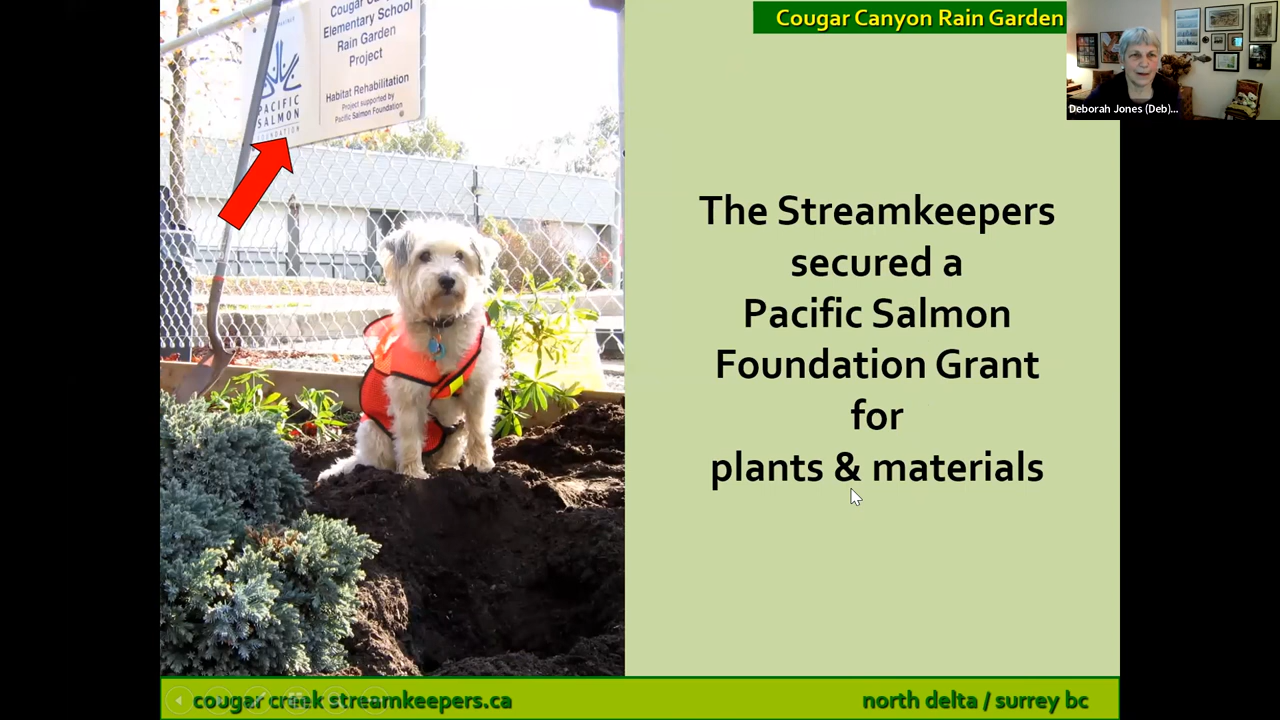 Cougar Canyon Rain Garden
Deborah Jones (Deb)...
Elementary School
Rain Garden
Project
Habitat Rehabilitation
Project supported by
Pacific Salmon Foundation
PACIFIC
SALMON
FOUNDATION
The Streamkeepers
secured a
Pacific Salmon
Foundation Grant
for
plants & materials
cougar creek streamkeepers.ca
north delta / surrey bc